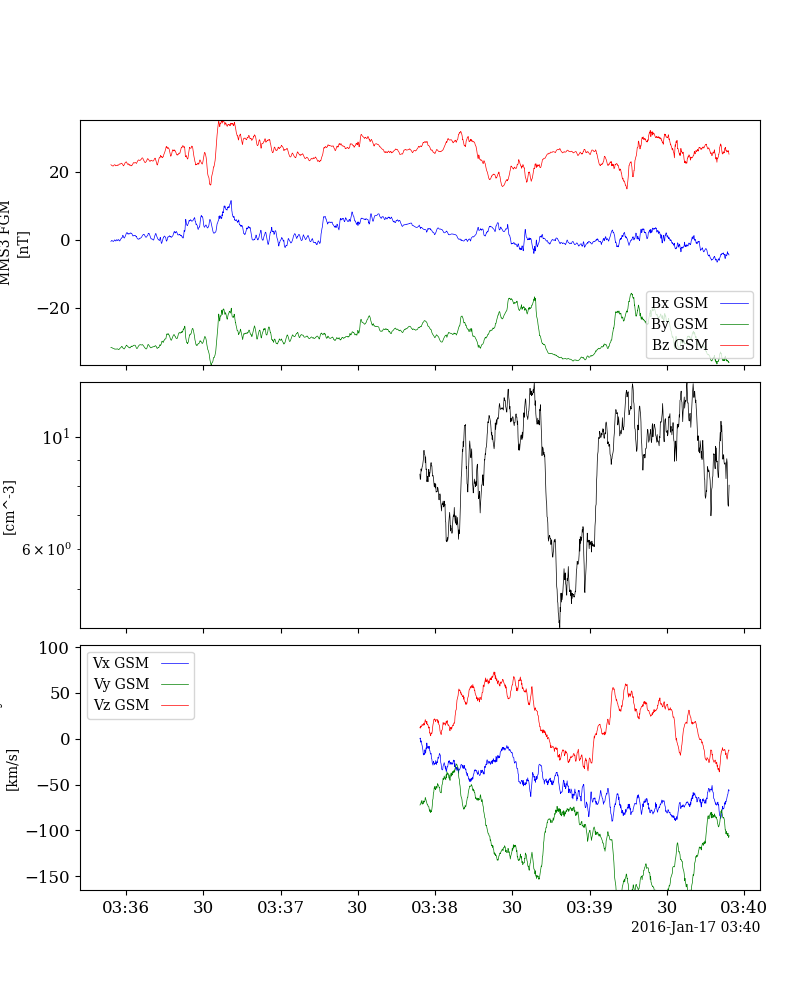 20
0
−20
MMS3 FGM
[nT]
Bx GSM
By GSM
Bz GSM
10¹
6 × 10⁰
[cm^-3]
100
50
0
−50
−100
−150
[km/s]
Vx GSM
Vy GSM
Vz GSM
03:36 30 03:37 30 03:38 30 03:39 30 03:40
2016-Jan-17 03:40